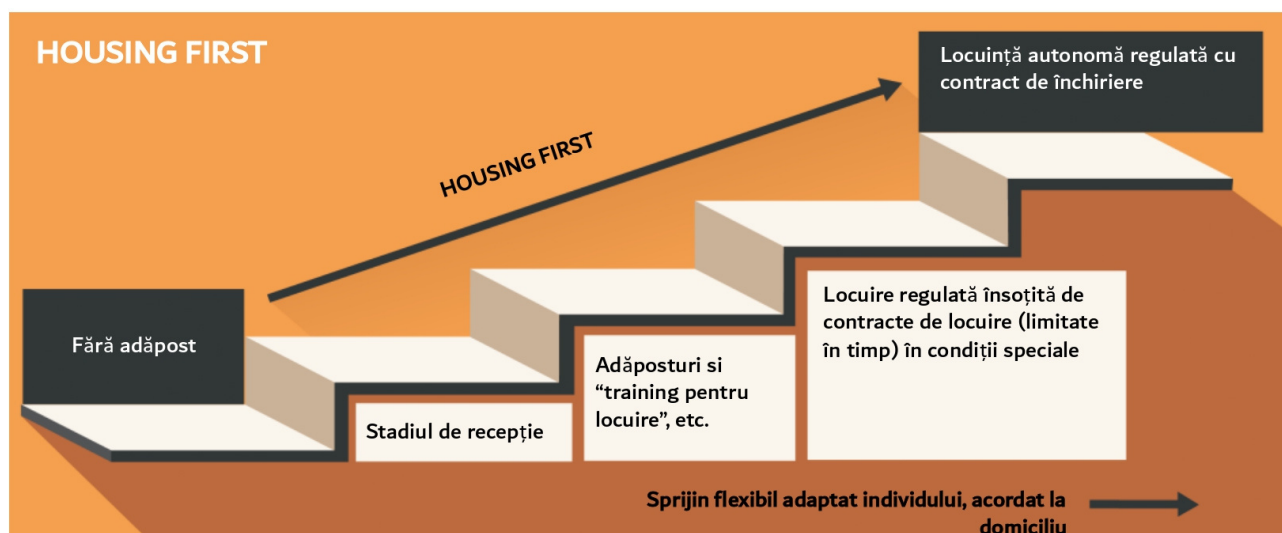 HOUSING FIRST
Locuință autonomă regulată cu
contract de închiriere
HOUSING FIRST
Fără adăpost
Stadiul de recepție
Adăposturi si
“training pentru
locuire”, etc.
Locuire regulată însoțită de
contracte de locuire (limitate
în timp) în condiții speciale
Sprijin flexibil adaptat individului, acordat la
domiciliu